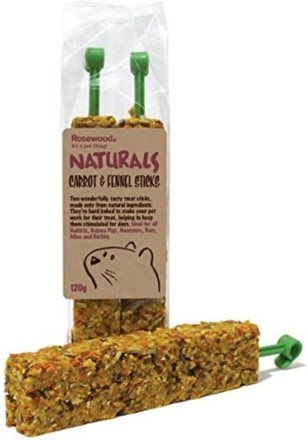 Rosewood®
It's a pet thing!
NATURALS
CARROT & FENNEL STICKS
Two wonderfully tasty treat sticks,
made only from natural ingredients.
They're hard baked to make your pet
work for their treat, helping to keep
them stimulated for days. Ideal for all
Rabbits, Guinea Pigs, Hamsters, Rats,
Mice and Gerbils.
120g